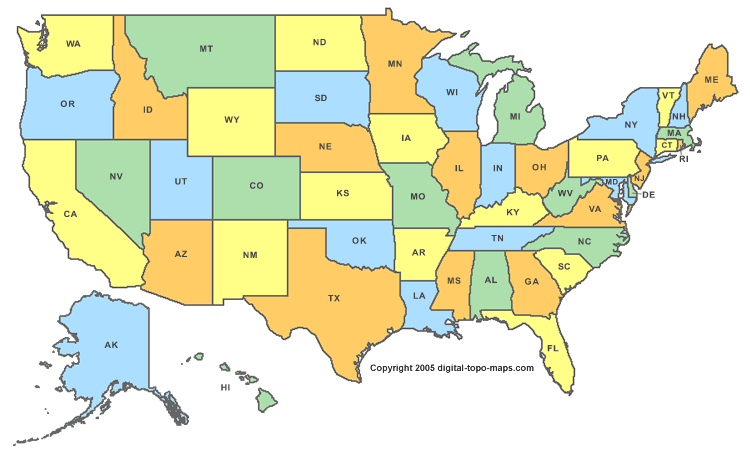 WA
MT
ND
MN
ME
VT
NH
OR
ID
SD
WI
MI
NY
MA
CT
RI
WY
IA
NE
PA
NJ
NV
UT
CO
IL
IN
OH
MD
DE
WV
VA
CA
KS
MO
KY
AZ
NM
OK
AR
TN
NC
SC
TX
LA
MS
AL
GA
FL
AK
HI
Copyright 2005 digital-topo-maps.com